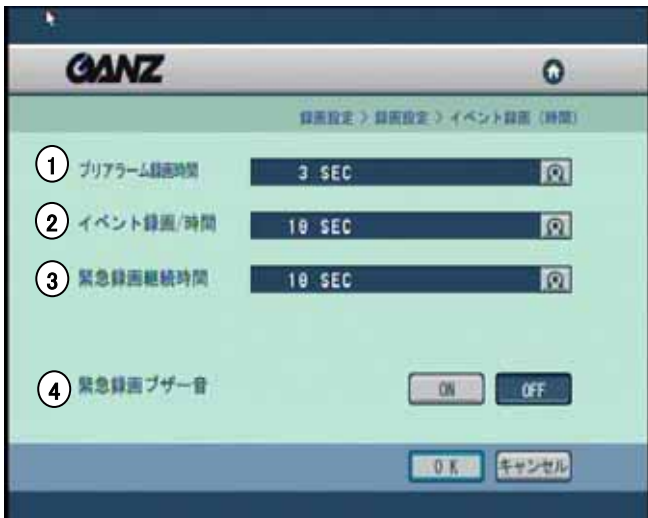 GANZ
録画設定 > 録画設定 > イベント録画 (時間)
① プリアラーム録画時間 3 SEC
② イベント録画/時間 10 SEC
③ 緊急録画継続時間 10 SEC
④ 緊急録画ブザー音 ON OFF
OK キャンセル